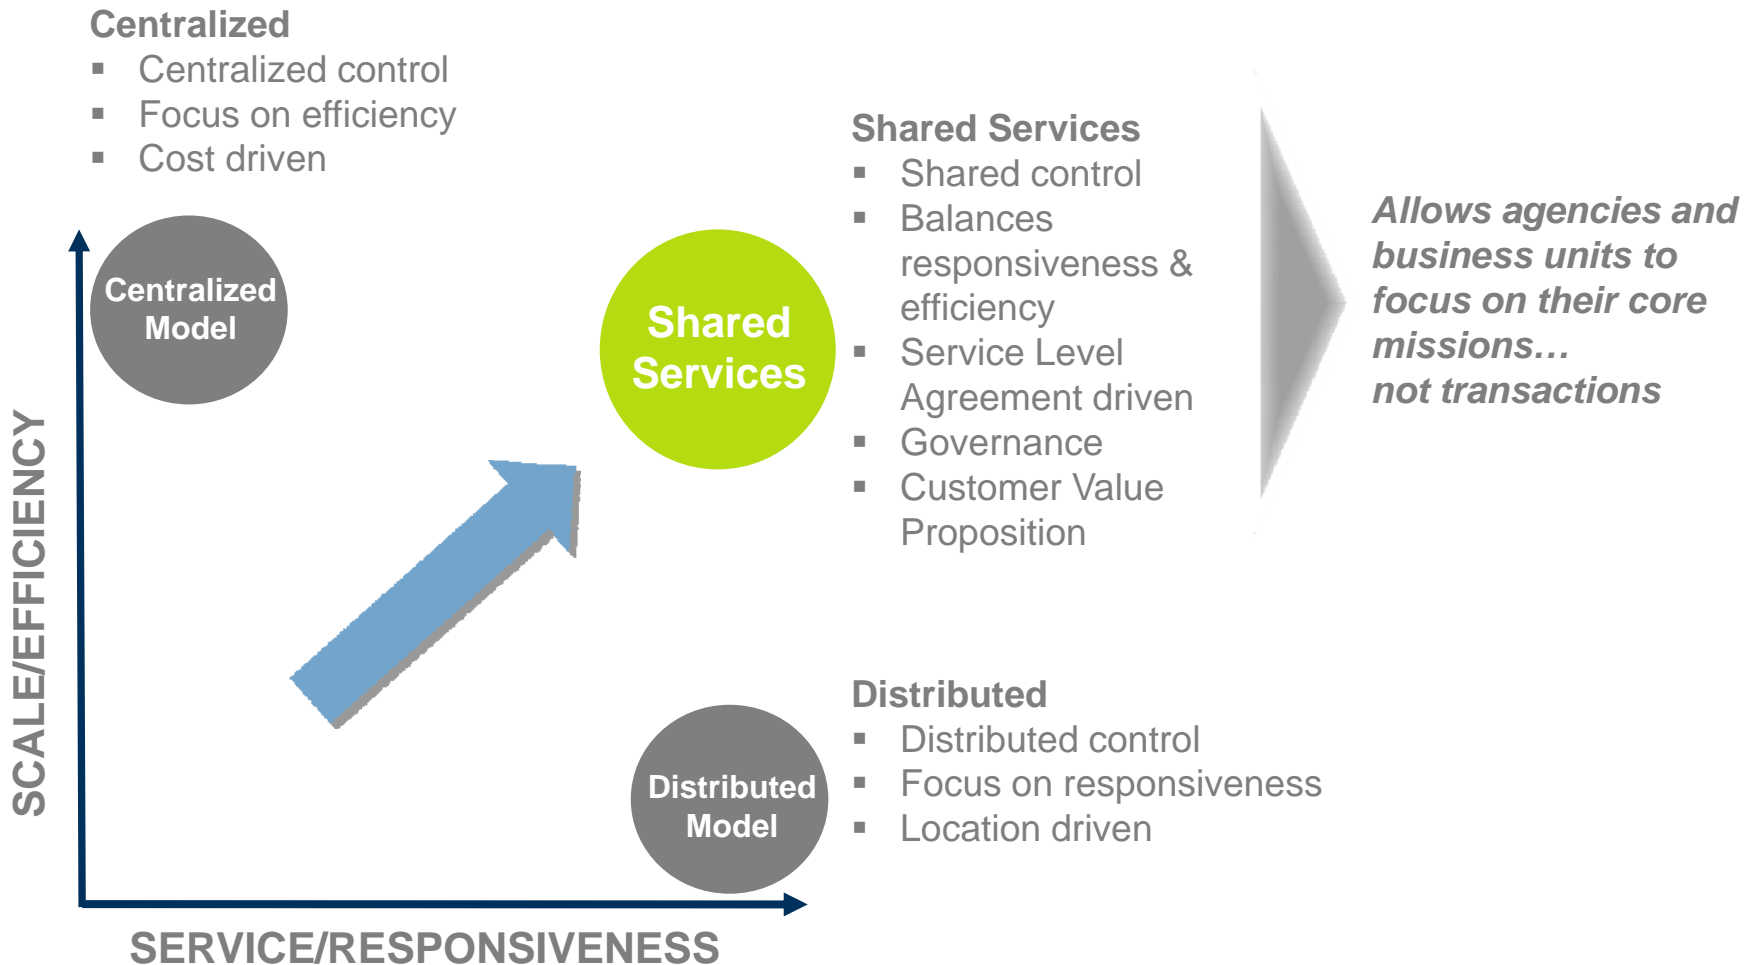 Centralized
▪ Centralized control
▪ Focus on efficiency
▪ Cost driven
Centralized
Model
Shared
Services
Shared Services
▪ Shared control
▪ Balances
responsiveness &
efficiency
▪ Service Level
Agreement driven
▪ Governance
▪ Customer Value
Proposition
Allows agencies and
business units to
focus on their core
missions…
not transactions
Distributed
▪ Distributed control
▪ Focus on responsiveness
▪ Location driven
Distributed
Model
SCALE/EFFICIENCY
SERVICE/RESPONSIVENESS